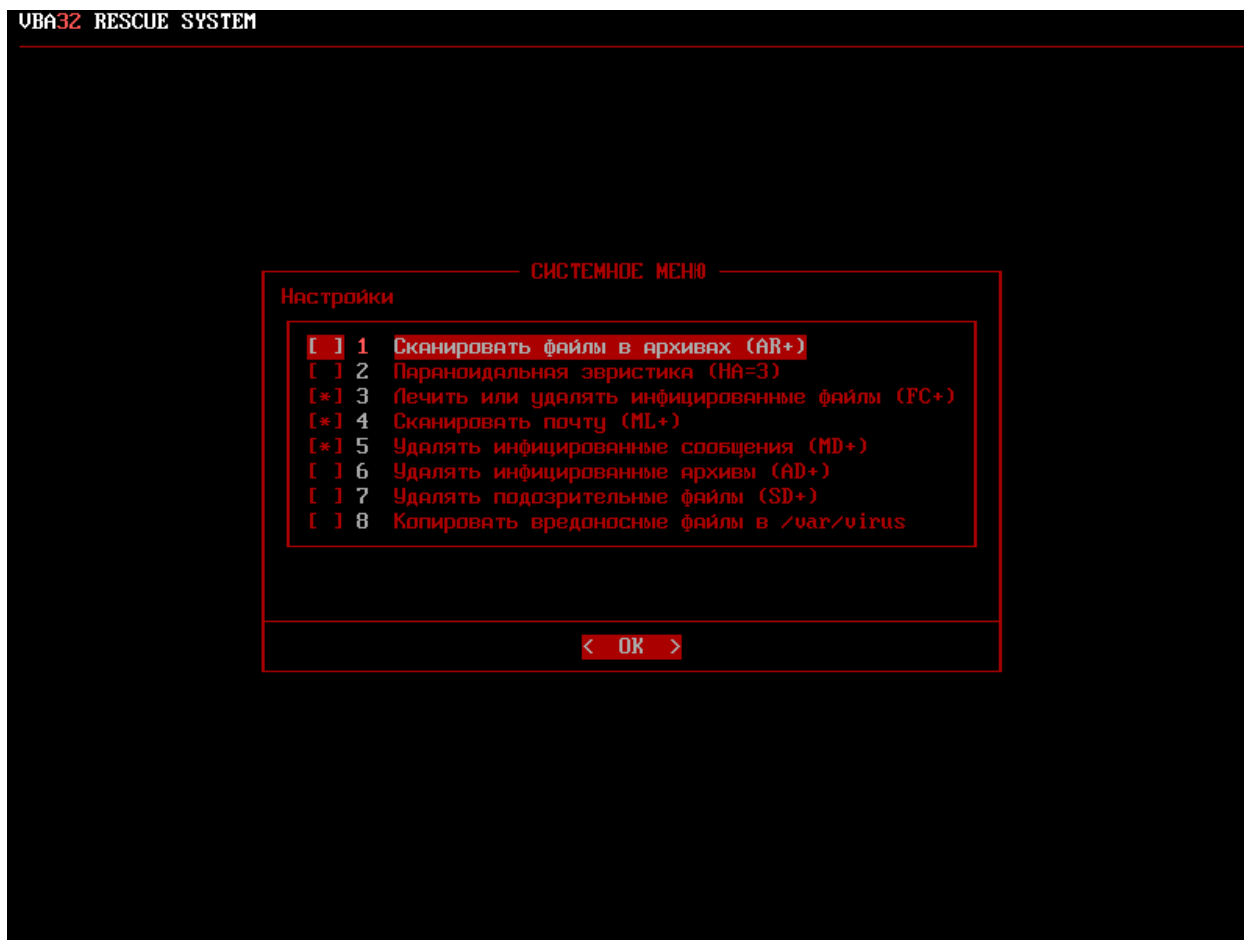 VBA32 RESCUE SYSTEM
СИСТЕМНОЕ МЕНЮ
Настройки
[ ] 1 Сканировать файлы в архивах (AR+)
[ ] 2 Параноидальная эвристика (HA=3)
[*] 3 Лечить или удалять инфицированные файлы (FC+)
[*] 4 Сканировать почту (ML+)
[*] 5 Удалять инфицированные сообщения (MD+)
[ ] 6 Удалять инфицированные архивы (AD+)
[ ] 7 Удалять подозрительные файлы (SD+)
[ ] 8 Копировать вредоносные файлы в /var/virus
< OK >